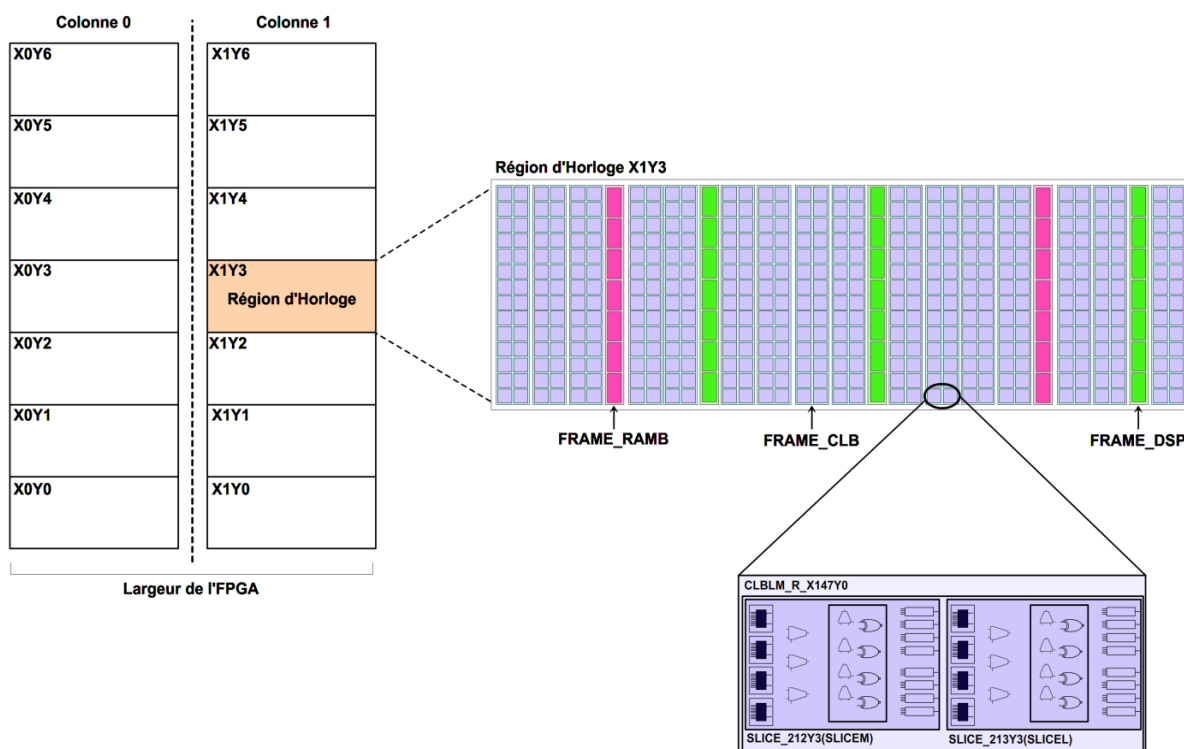 Colonne 0
Colonne 1
X0Y6
X1Y6
X0Y5
X1Y5
X0Y4
X1Y4
X0Y3
X1Y3
Région d'Horloge
X0Y2
X1Y2
X0Y1
X1Y1
X0Y0
X1Y0
Largeur de l'FPGA
Région d'Horloge X1Y3
FRAME_RAMB
FRAME_CLB
FRAME_DSP
CLBLM_R_X147Y0
SLICE_212Y3(SLICEM)
SLICE_213Y3(SLICEL)